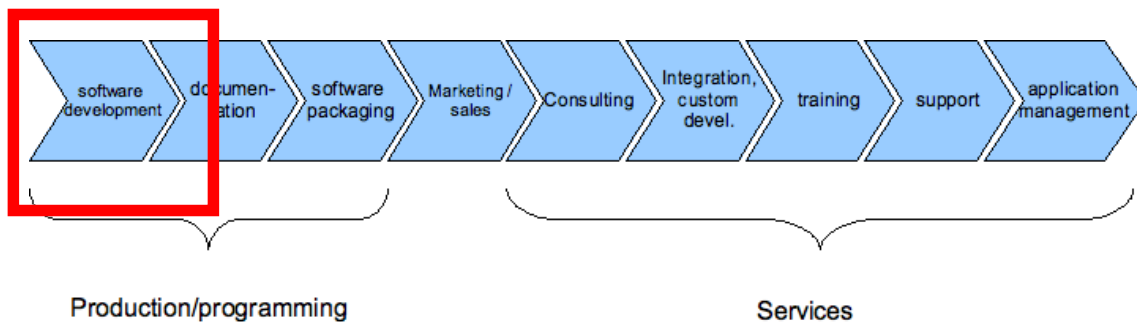 software
development
documen-
tation
software
packaging
Marketing /
sales
Consulting
Integration,
custom
devel.
training
support
application
management
Production/programming
Services